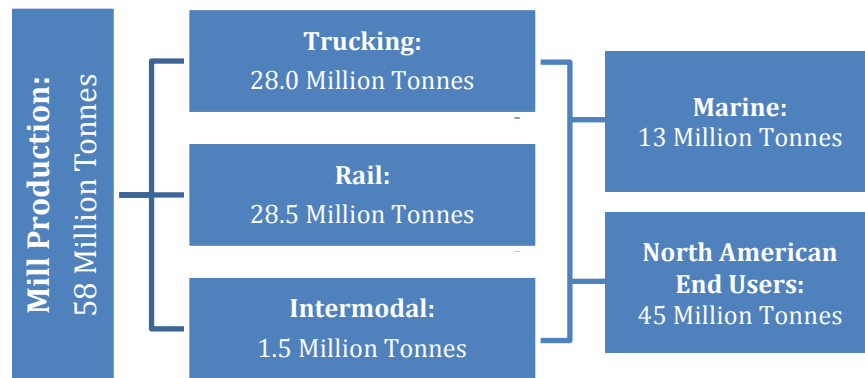 Mill Production:
58 Million Tonnes
Trucking:
28.0 Million Tonnes
Rail:
28.5 Million Tonnes
Intermodal:
1.5 Million Tonnes
Marine:
13 Million Tonnes
North American
End Users:
45 Million Tonnes